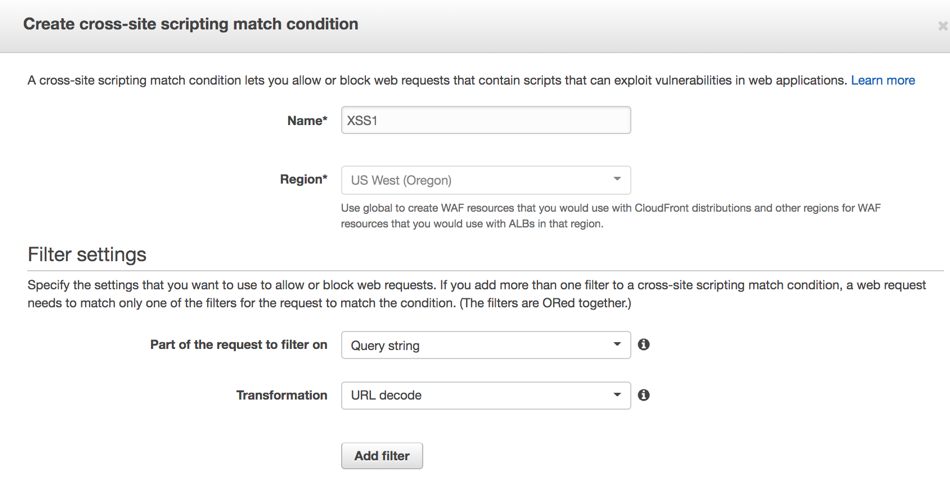 Create cross-site scripting match condition
A cross-site scripting match condition lets you allow or block web requests that contain scripts that can exploit vulnerabilities in web applications. Learn more
Name* XSS1
Region* US West (Oregon)
Use global to create WAF resources that you would use with CloudFront distributions and other regions for WAF
resources that you would use with ALBs in that region.
Filter settings
Specify the settings that you want to use to allow or block web requests. If you add more than one filter to a cross-site scripting match condition, a web request
needs to match only one of the filters for the request to match the condition. (The filters are ORed together.)
Part of the request to filter on Query string
Transformation URL decode
Add filter